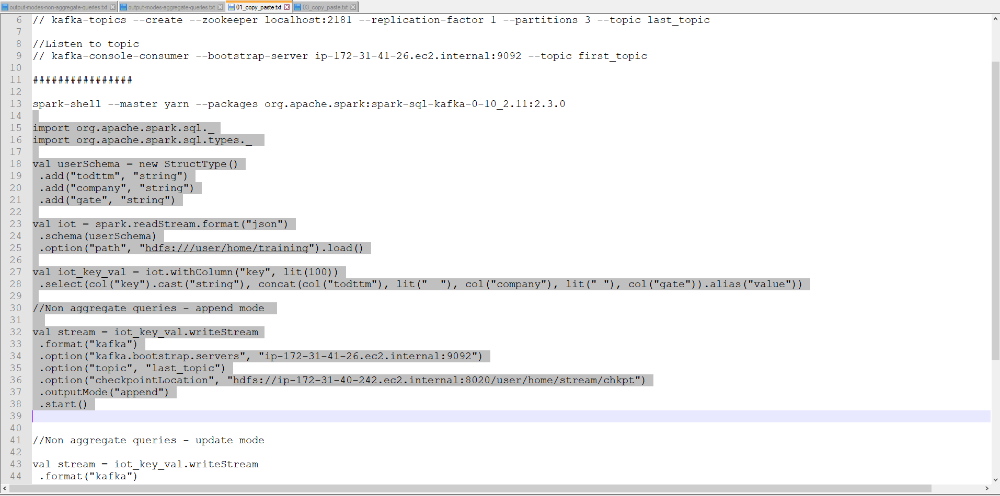 output-modes-non-aggregate-queries.txt output-modes-aggregate-queries.txt 01_copy_paste.txt 03_copy_paste.txt
6 // kafka-topics --create --zookeeper localhost:2181 --replication-factor 1 --partitions 3 --topic last_topic
7
8 //Listen to topic
9 // kafka-console-consumer --bootstrap-server ip-172-31-41-26.ec2.internal:9092 --topic first_topic
10
11 ################
12
13 spark-shell --master yarn --packages org.apache.spark:spark-sql-kafka-0-10_2.11:2.3.0
14
15 import org.apache.spark.sql._
16 import org.apache.spark.sql.types._
17
18 val userSchema = new StructType()
19  .add("todttm", "string")
20  .add("company", "string")
21  .add("gate", "string")
22
23 val iot = spark.readStream.format("json")
24  .schema(userSchema)
25  .option("path", "hdfs:///user/home/training").load()
26
27 val iot_key_val = iot.withColumn("key", lit(100))
28  .select(col("key").cast("string"), concat(col("todttm"), lit("  "), col("company"), lit(" "), col("gate")).alias("value"))
29
30 //Non aggregate queries - append mode
31
32 val stream = iot_key_val.writeStream
33  .format("kafka")
34  .option("kafka.bootstrap.servers", "ip-172-31-41-26.ec2.internal:9092")
35  .option("topic", "last_topic")
36  .option("checkpointLocation", "hdfs://ip-172-31-40-242.ec2.internal:8020/user/home/stream/chkpt")
37  .outputMode("append")
38  .start()
39
40
41 //Non aggregate queries - update mode
42
43 val stream = iot_key_val.writeStream
44  .format("kafka")